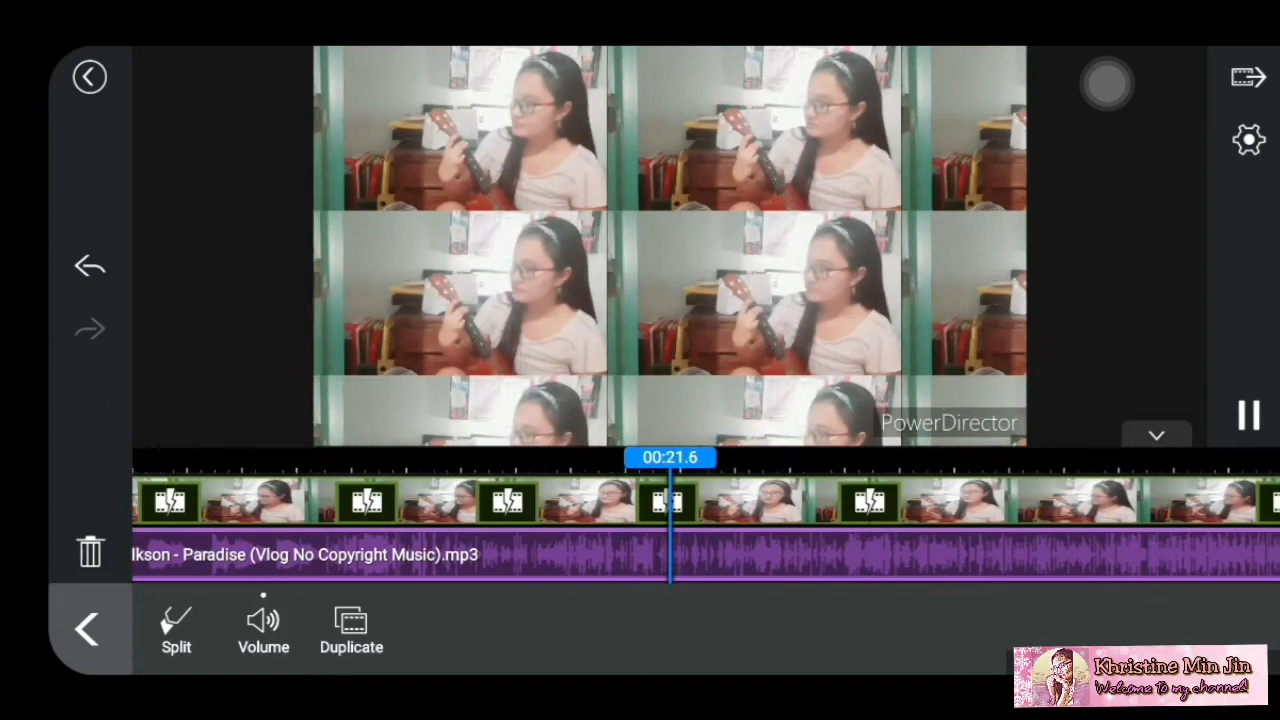 PowerDirector
00:21.6
lkson - Paradise (Vlog No Copyright Music).mp3
Split
Volume
Duplicate
Khristine Min Jin
Welcome To my channel